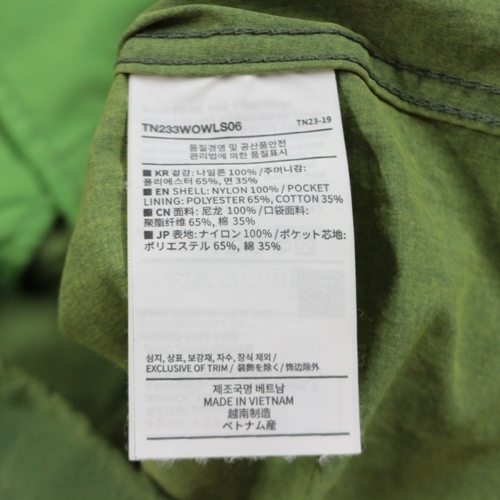 TN233WOWLS06
TN23-19
품질경영 및 공산품안전
관리법에 의한 품질표시
■ KR 겉감: 나일론 100% /주머니감:
폴리에스터 65%, 면 35%
■ EN SHELL: NYLON 100% / POCKET
LINING: POLYESTER 65%, COTTON 35%
■ CN 面料: 尼龙 100% /口袋面料:
聚酯纤维 65%, 棉 35%
■ JP 表地: ナイロン 100% /ポケット芯地:
ポリエステル 65%, 綿 35%
심지, 상표, 보강재, 자수, 장식 제외 /
EXCLUSIVE OF TRIM / 装飾を除く/ 饰边除外
제조국명 베트남
MADE IN VIETNAM
越南制造
ベトナム産